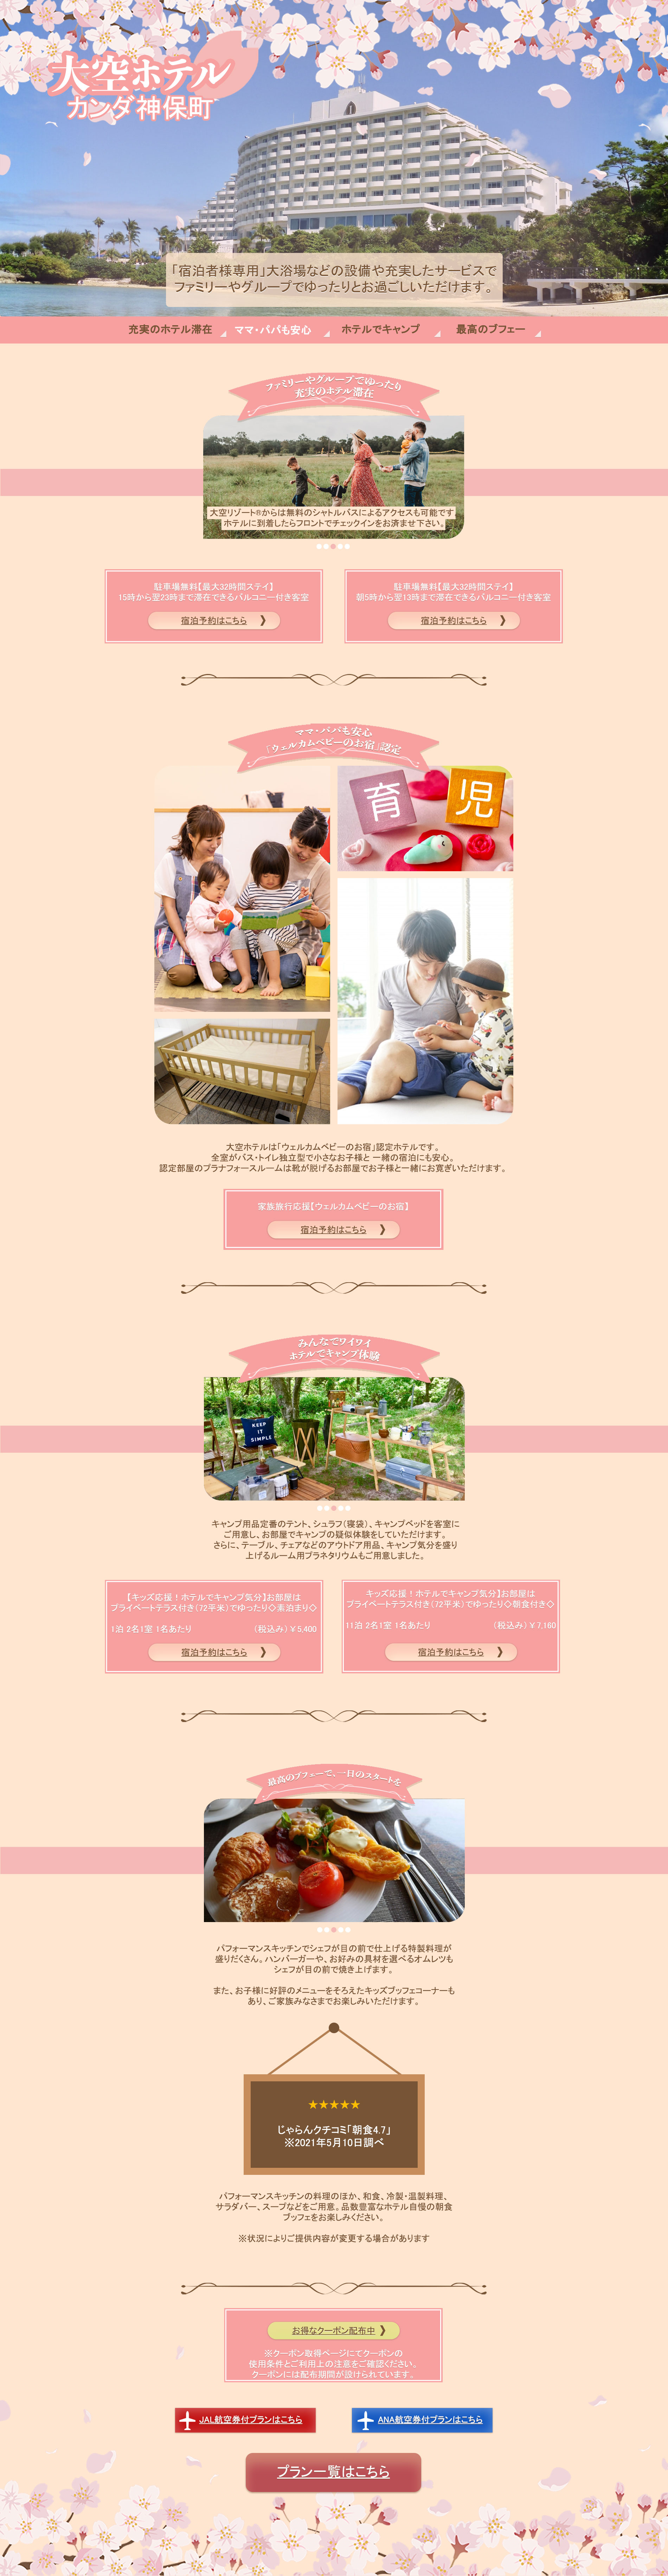 大空ホテル
カンダ神保町
「宿泊者様専用」大浴場などの設備や充実したサービスで
ファミリーやグループでゆったりとお過ごしいただけます。
充実のホテル滞在
ママ・パパも安心
ホテルでキャンプ
最高のブフェー
ファミリーやグループでゆったり
充実のホテル滞在
大空リゾート®からは無料のシャトルバスによるアクセスも可能です
ホテルに到着したらフロントでチェックインをお済ませ下さい。
駐車場無料【最大32時間ステイ】
15時から翌23時まで滞在できるバルコニー付き客室
宿泊予約はこちら
駐車場無料【最大32時間ステイ】
朝5時から翌13時まで滞在できるバルコニー付き客室
宿泊予約はこちら
ママ・パパも安心
「ウェルカムベビーのお宿」認定
育児
大空ホテルは「ウェルカムベビーのお宿」認定ホテルです。
全室がバス・トイレ独立型で小さなお子様と 一緒の宿泊にも安心。
認定部屋のプラナフォースルームは靴が脱げるお部屋でお子様と一緒にお寛ぎいただけます。
家族旅行応援【ウェルカムベビーのお宿】
宿泊予約はこちら
みんなでワイワイ
ホテルでキャンプ体験
KEEP
IT
SIMPLE
キャンプ用品定番のテント、シュラフ（寝袋）、キャンプベッドを客室に
ご用意し、お部屋でキャンプの疑似体験をしていただけます。
さらに、テーブル、チェアなどのアウトドア用品、キャンプ気分を盛り
上げるルーム用プラネタリウムもご用意しました。
【キッズ応援！ホテルでキャンプ気分】お部屋は
プライベートテラス付き（72平米）でゆったり◇素泊まり◇
1泊 2名1室 1名あたり （税込み）￥5,400
宿泊予約はこちら
キッズ応援！ホテルでキャンプ気分】お部屋は
プライベートテラス付き（72平米）でゆったり◇朝食付き◇
11泊 2名1室 1名あたり （税込み）￥7,160
宿泊予約はこちら
最高のブフェーで、一日のスタートを
パフォーマンスキッチンでシェフが目の前で仕上げる特製料理が
盛りだくさん。ハンバーガーや、お好みの具材を選べるオムレツも
シェフが目の前で焼き上げます。
また、お子様に好評のメニューをそろえたキッズブッフェコーナーも
あり、ご家族みなさまでお楽しみいただけます。
★★★★★
じゃらんクチコミ「朝食4.7」
※2021年5月10日調べ
パフォーマンスキッチンの料理のほか、和食、冷製・温製料理、
サラダバー、スープなどをご用意。品数豊富なホテル自慢の朝食
ブッフェをお楽しみください。
※状況によりご提供内容が変更する場合があります
お得なクーポン配布中
※クーポン取得ページにてクーポンの
使用条件とご利用上の注意をご確認ください。
クーポンには配布期間が設けられています。
JAL航空券付プランはこちら
ANA航空券付プランはこちら
プラン一覧はこちら